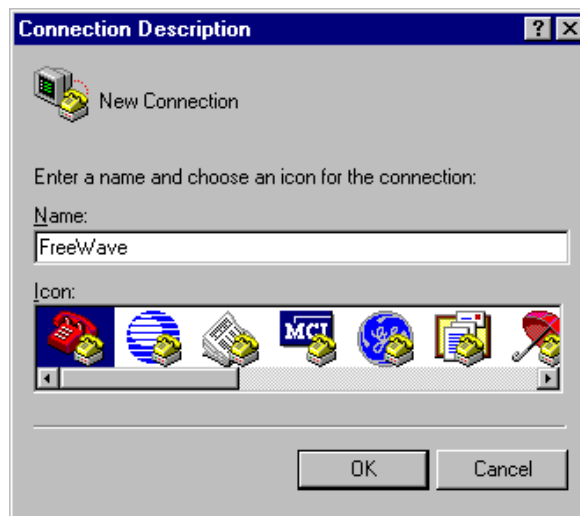 Connection Description
New Connection
Enter a name and choose an icon for the connection:
Name:
FreeWave
Icon:
MCI
OK
Cancel